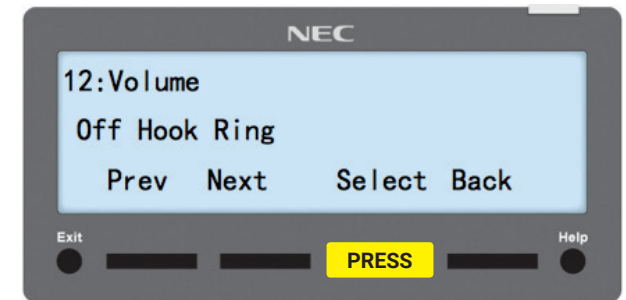 NEC
12:Volume
Off Hook Ring
Prev Next Select Back
Exit Help
PRESS